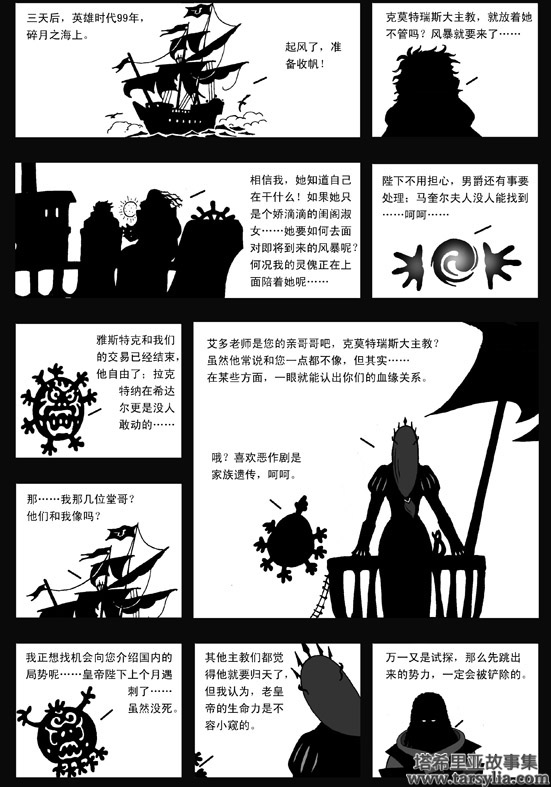 三天后，英雄时代99年，
碎月之海上。
起风了，准
备收帆！
克莫特瑞斯大主教，就放着她
不管吗？风暴就要来了……
相信我，她知道自己
在干什么！如果她只
是个娇滴滴的闺阁淑
女……她要如何去面
对即将到来的风暴呢？
何况我的灵傀正在上
面陪着她呢……
陛下不用担心，男爵还有事要
处理；马奎尔夫人没人能找到
……呵呵……
雅斯特克和我们
的交易已经结束，
他自由了；拉克
特纳在希达
尔更是没人
敢动的……
艾多老师是您的亲哥哥吧，克莫特瑞斯大主教？
虽然他常说和您一点都不像，但其实……
在某些方面，一眼就能认出你们的血缘关系。
哦？喜欢恶作剧是
家族遗传，呵呵。
那……我那几位堂哥？
他们和我像吗？
我正想找机会向您介绍国内的
局势呢……皇帝陛下上个月遇
刺了……
虽然没死。
其他主教们都觉
得他就要归天了，
但我认为，老皇
帝的生命力是不
容小窥的。
万一又是试探，那么先跳出
来的势力，一定会被铲除的。
塔希里亚故事集
www.tarsylia.com